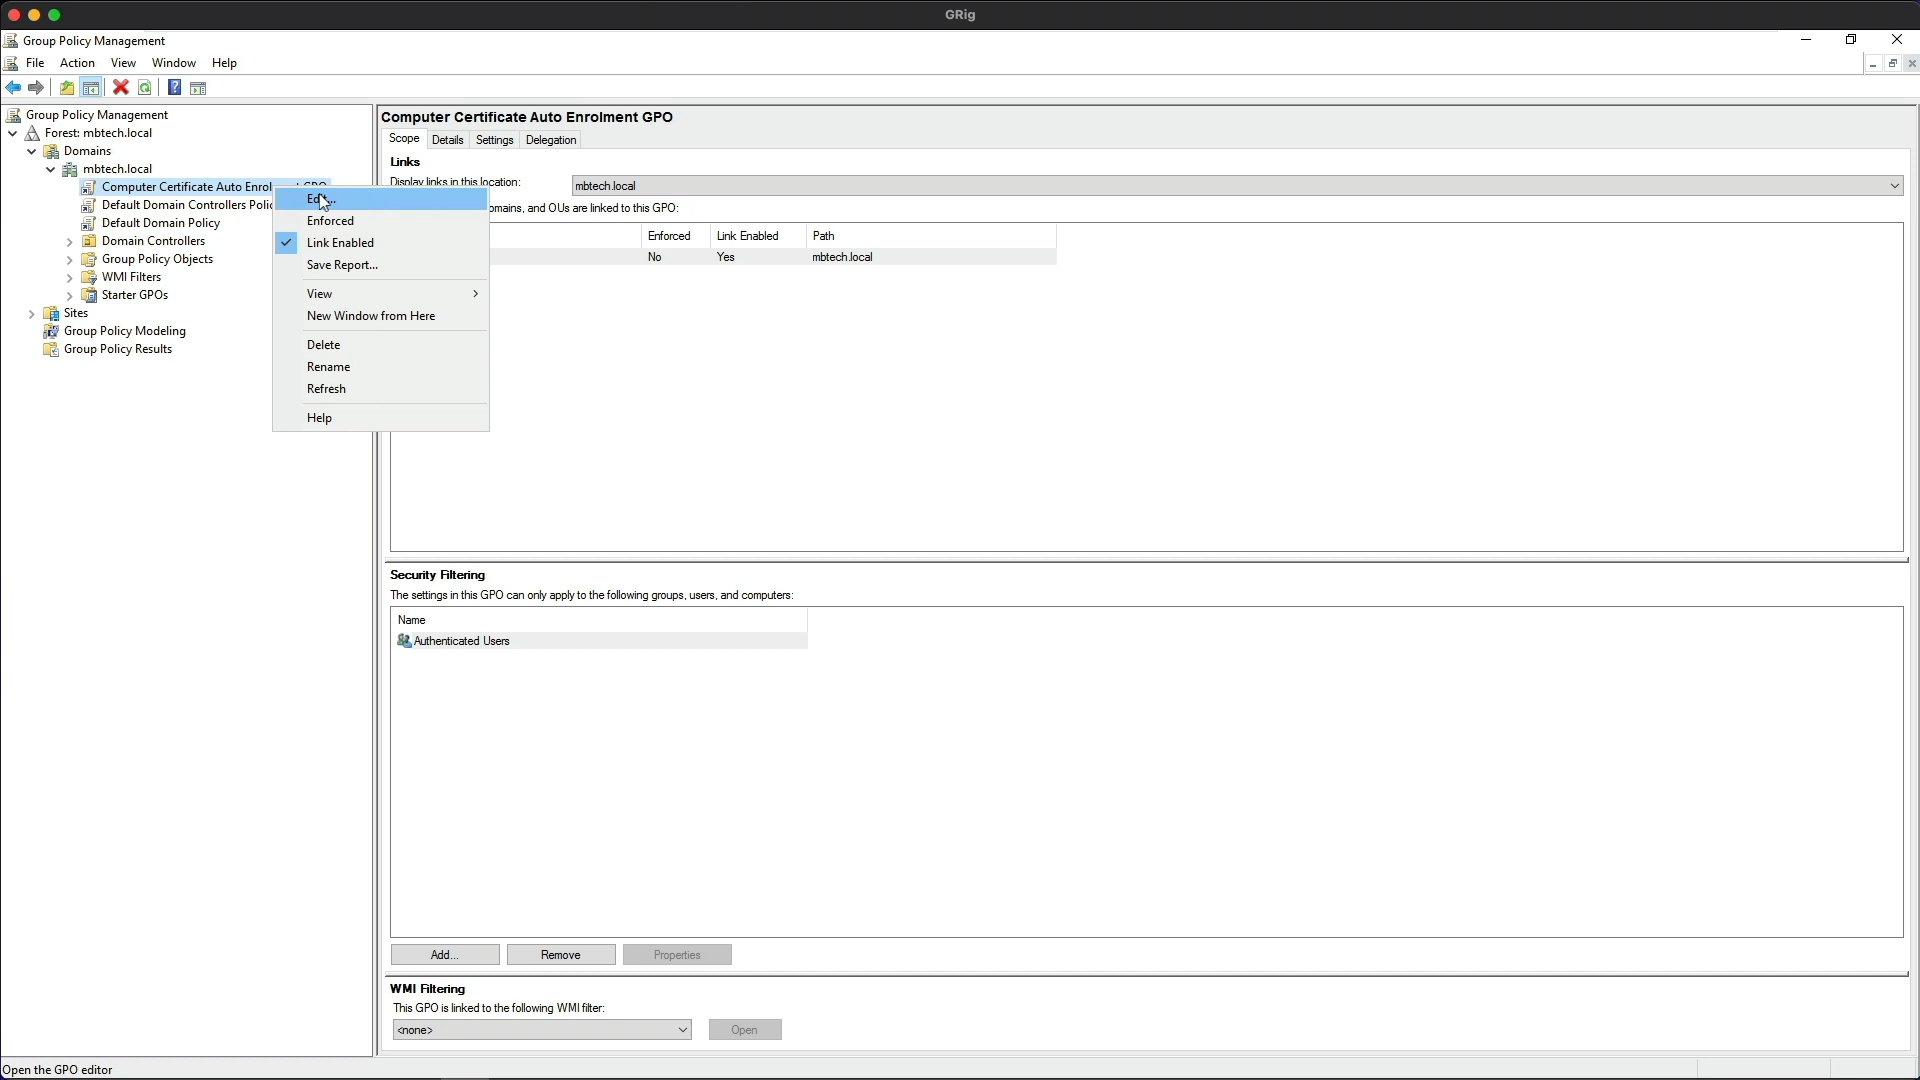 GRig
Group Policy Management
File Action View Window Help
Group Policy Management
Forest: mbtech.local
Domains
mbtech.local
Computer Certificate Auto
Default Domain Controllers
Default Domain Policy
Domain Controllers
Group Policy Objects
WMI Filters
Starter GPOs
Sites
Group Policy Modeling
Group Policy Results
Edit...
Enforced
Link Enabled
Save Report...
View
New Window from Here
Delete
Rename
Refresh
Help
Computer Certificate Auto Enrolment GPO
Scope Details Settings Delegation
Links
Display links in this location: mbtech.local
and OUs are linked to this GPO:
Enforced Link Enabled Path
No Yes mbtech.local
Security Filtering
The settings in this GPO can only apply to the following groups, users, and computers:
Name
Authenticated Users
Add... Remove Properties
WMI Filtering
This GPO is linked to the following WMI filter:
<none> Open
Open the GPO editor